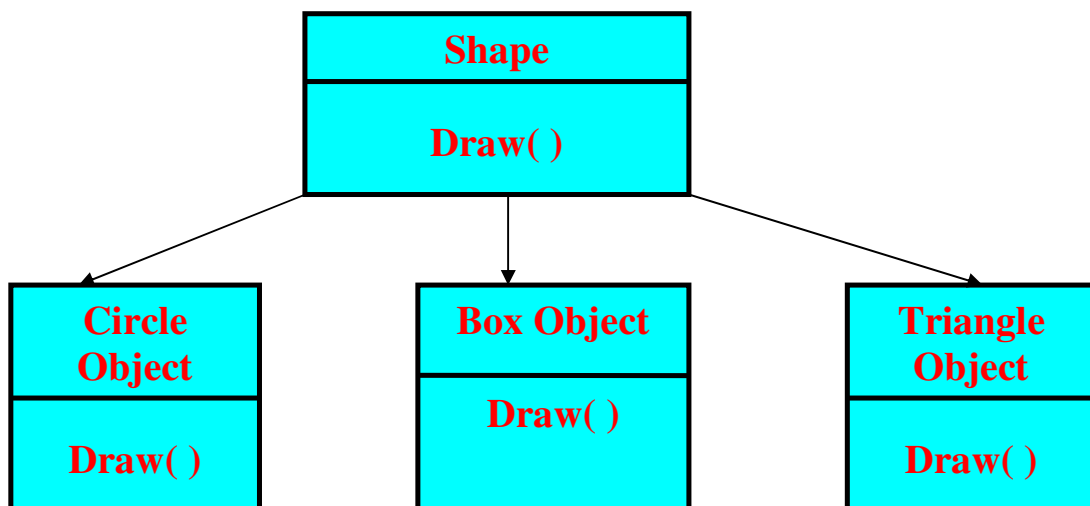 Shape
Draw( )
Circle
Object
Draw( )
Box Object
Draw( )
Triangle
Object
Draw( )